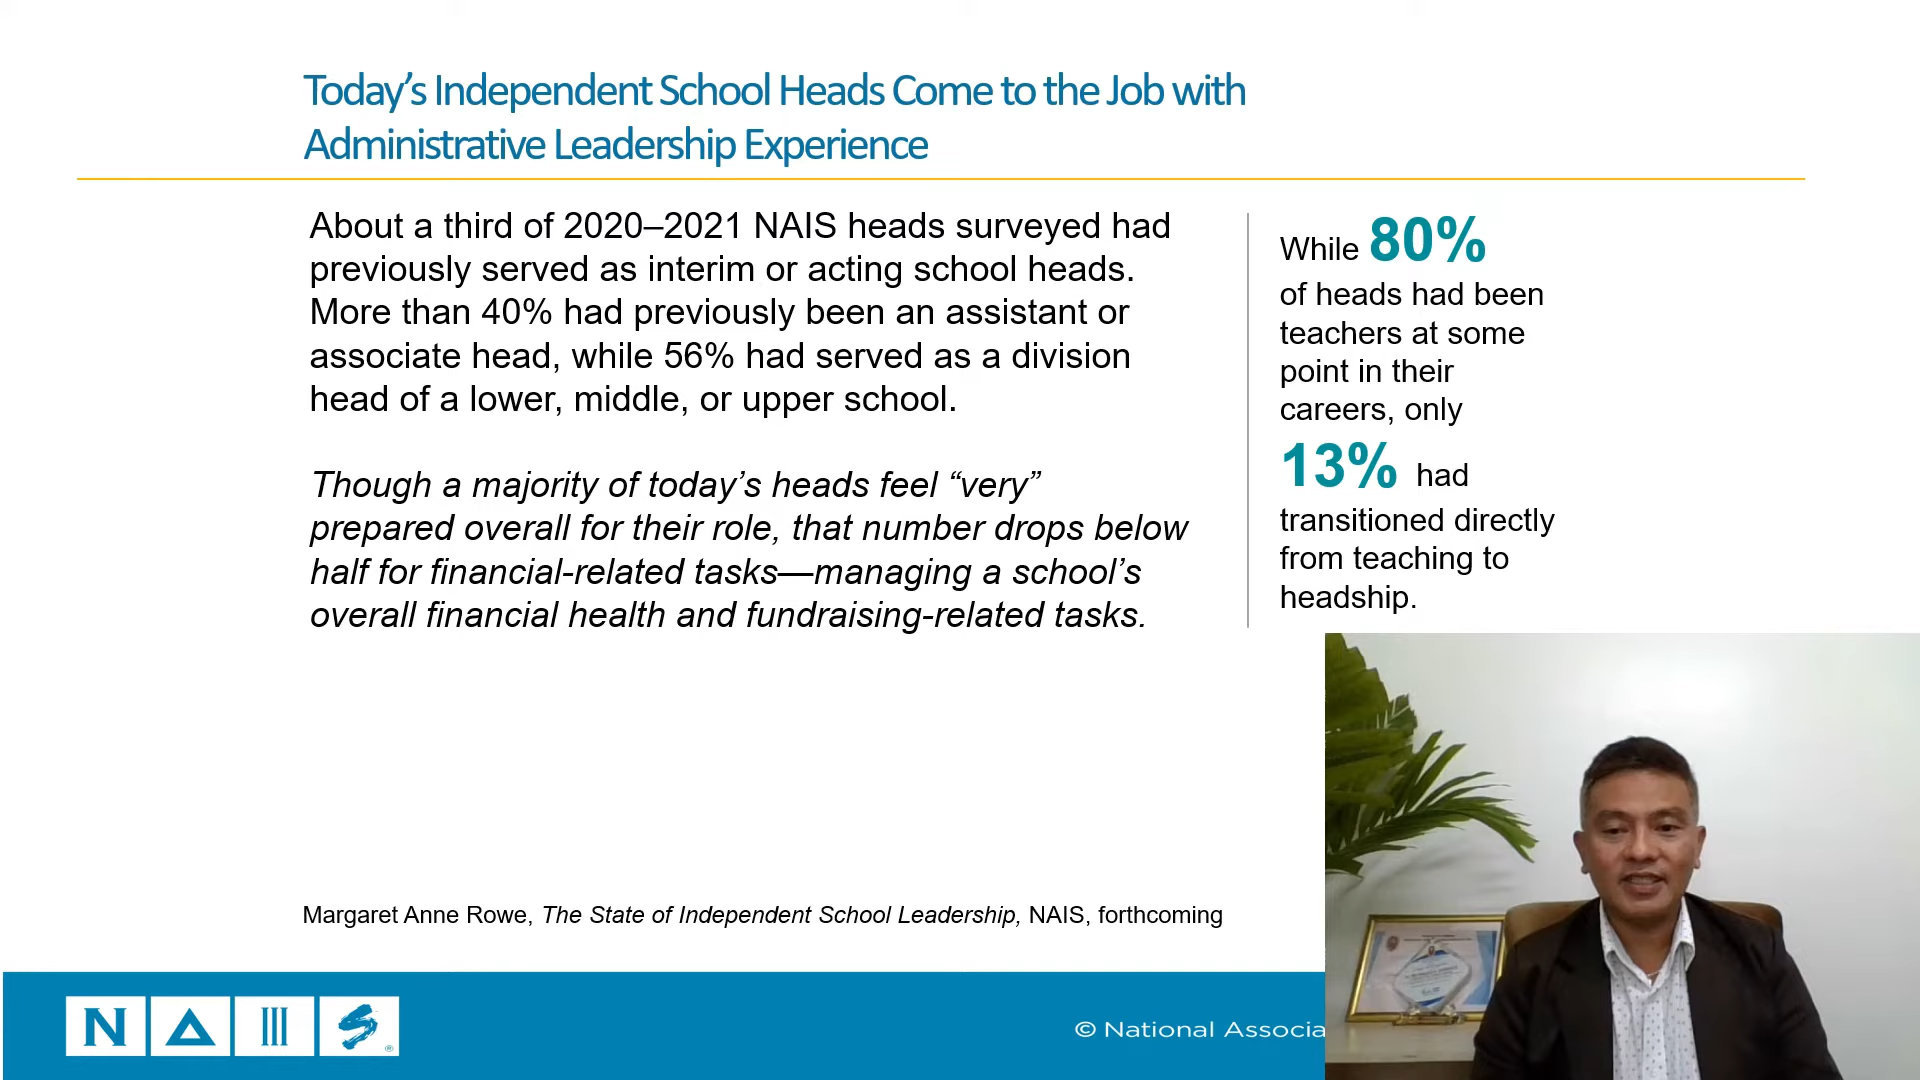 Today’s Independent School Heads Come to the Job with
Administrative Leadership Experience
About a third of 2020–2021 NAIS heads surveyed had
previously served as interim or acting school heads.
More than 40% had previously been an assistant or
associate head, while 56% had served as a division
head of a lower, middle, or upper school.
Though a majority of today’s heads feel “very”
prepared overall for their role, that number drops below
half for financial-related tasks—managing a school’s
overall financial health and fundraising-related tasks.
While 80%
of heads had been
teachers at some
point in their
careers, only
13% had
transitioned directly
from teaching to
headship.
Margaret Anne Rowe, The State of Independent School Leadership, NAIS, forthcoming
NAIS®
© National Associa